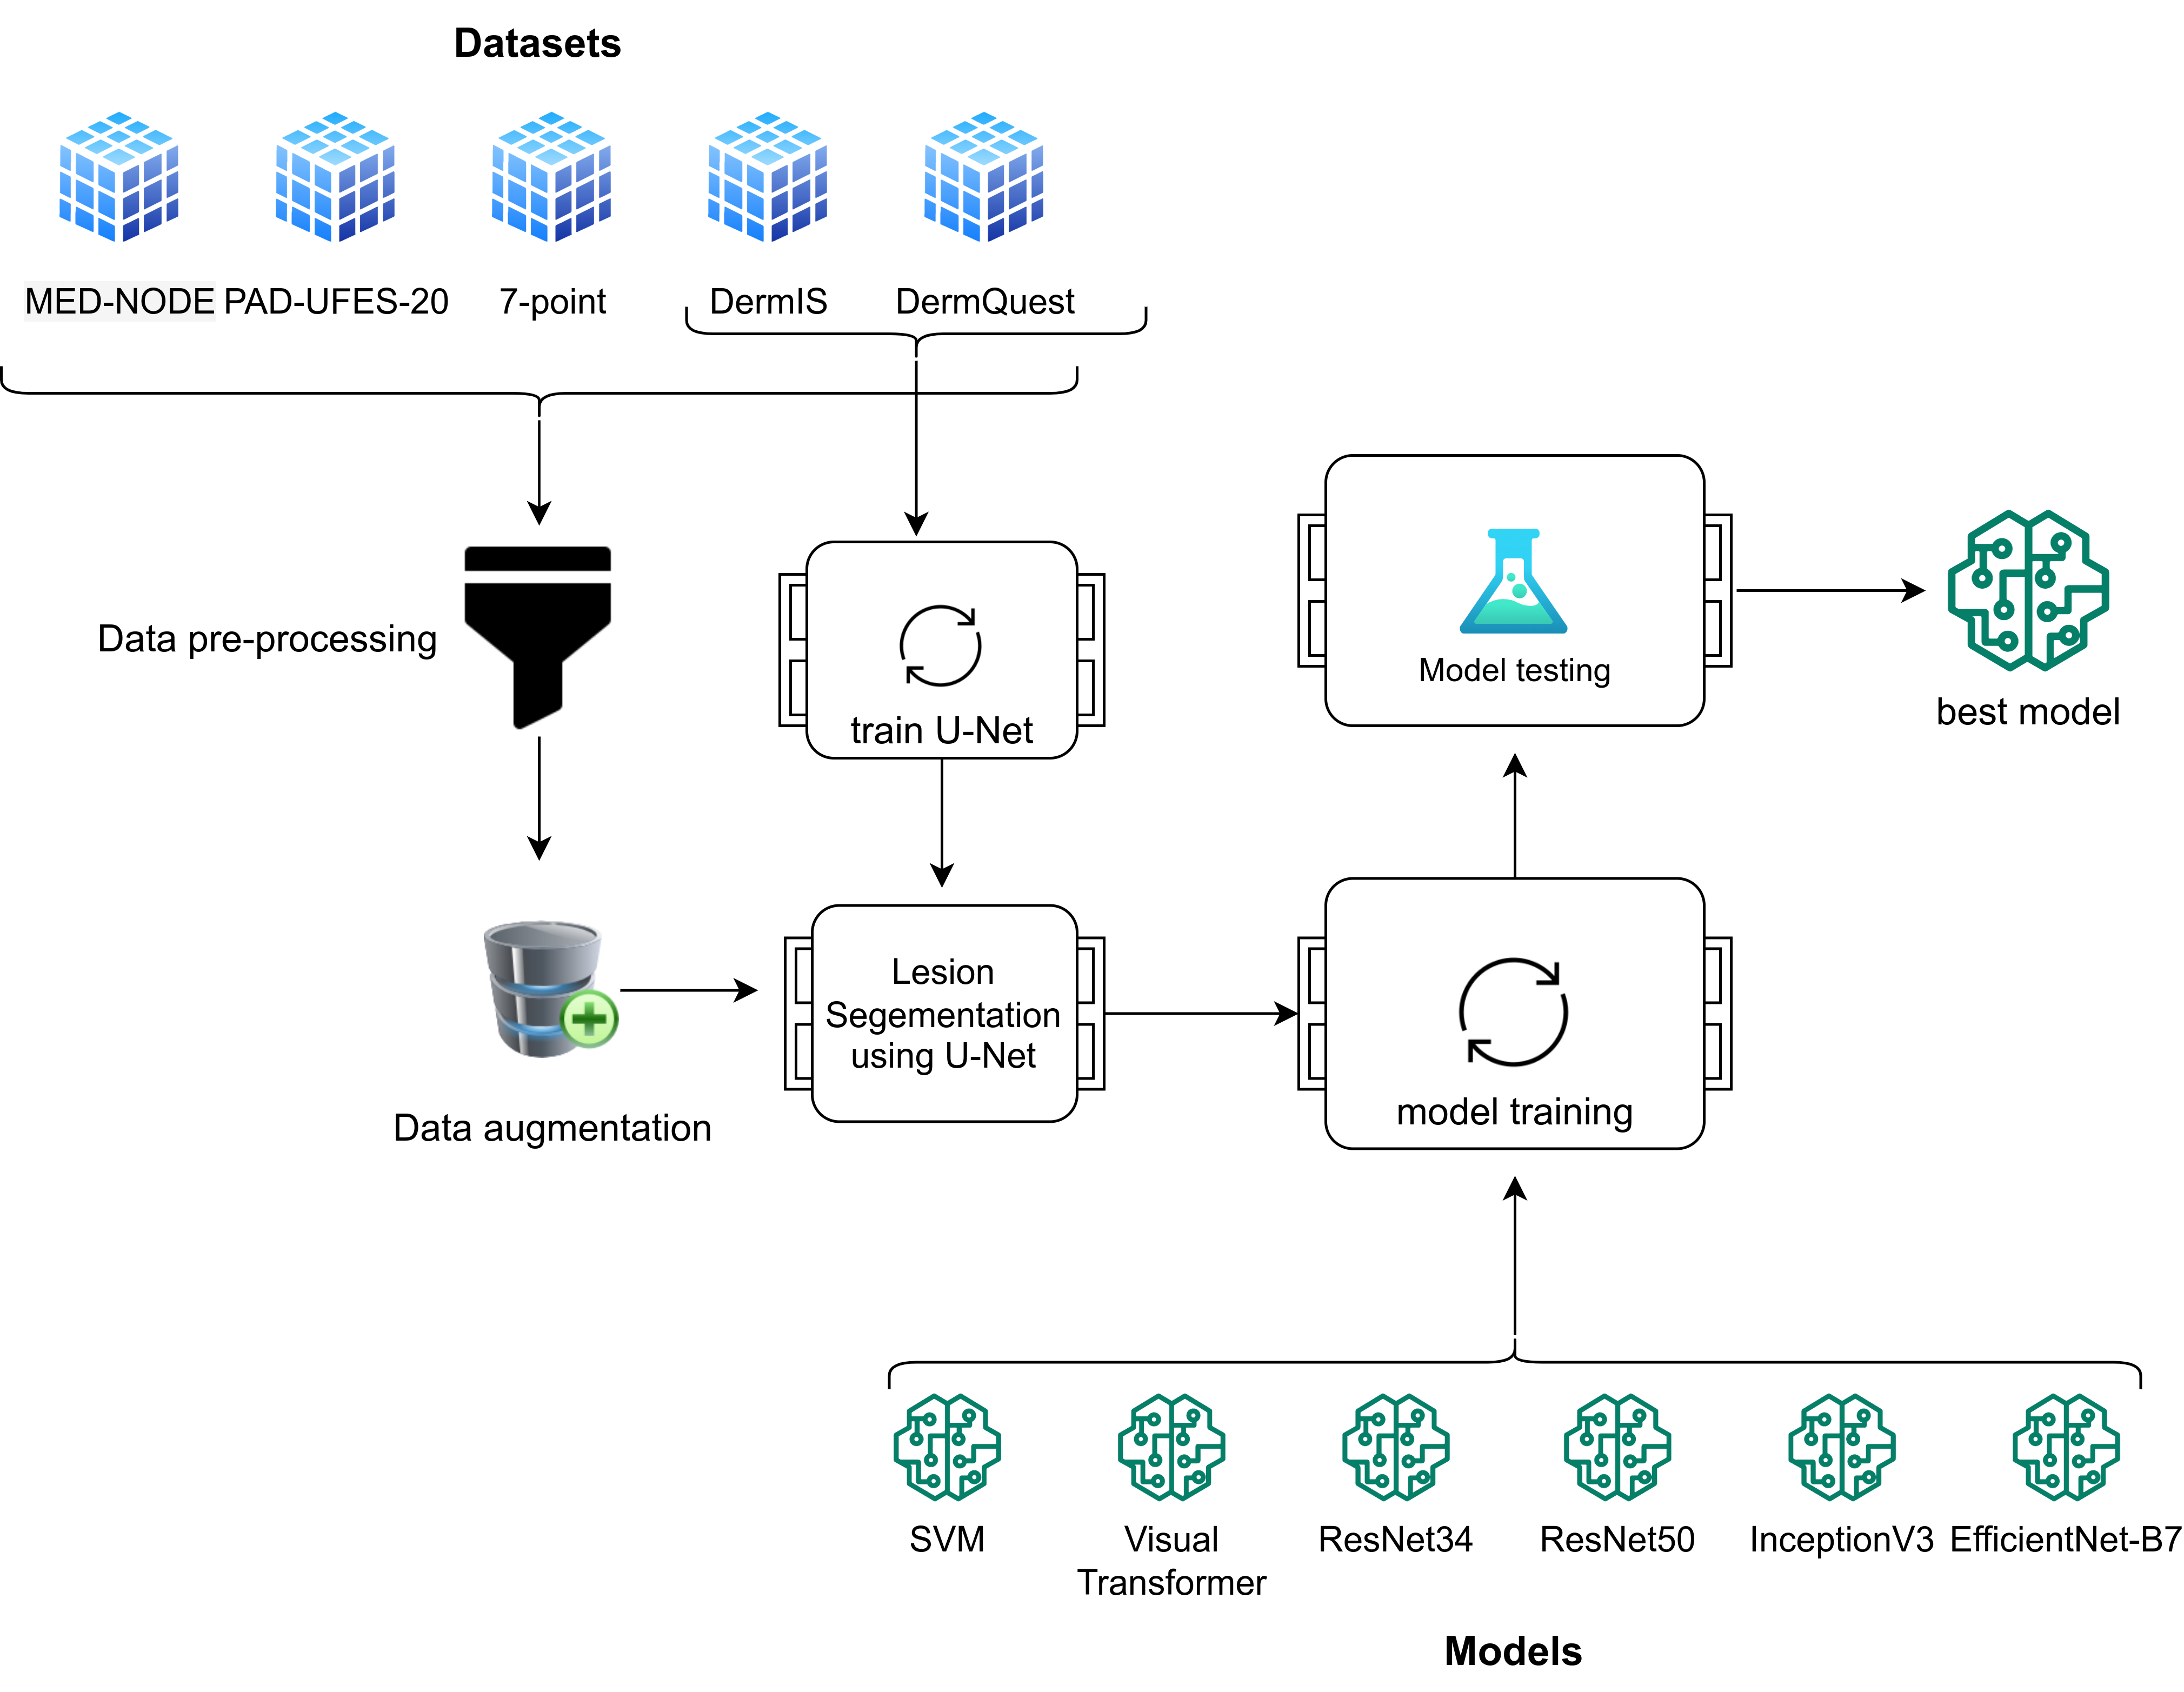 Datasets
MED-NODE
PAD-UFES-20
7-point
DermIS
DermQuest
Data pre-processing
train U-Net
Model testing
best model
Data augmentation
Lesion
Segementation
using U-Net
model training
SVM
Visual
Transformer
ResNet34
ResNet50
InceptionV3
EfficientNet-B7
Models